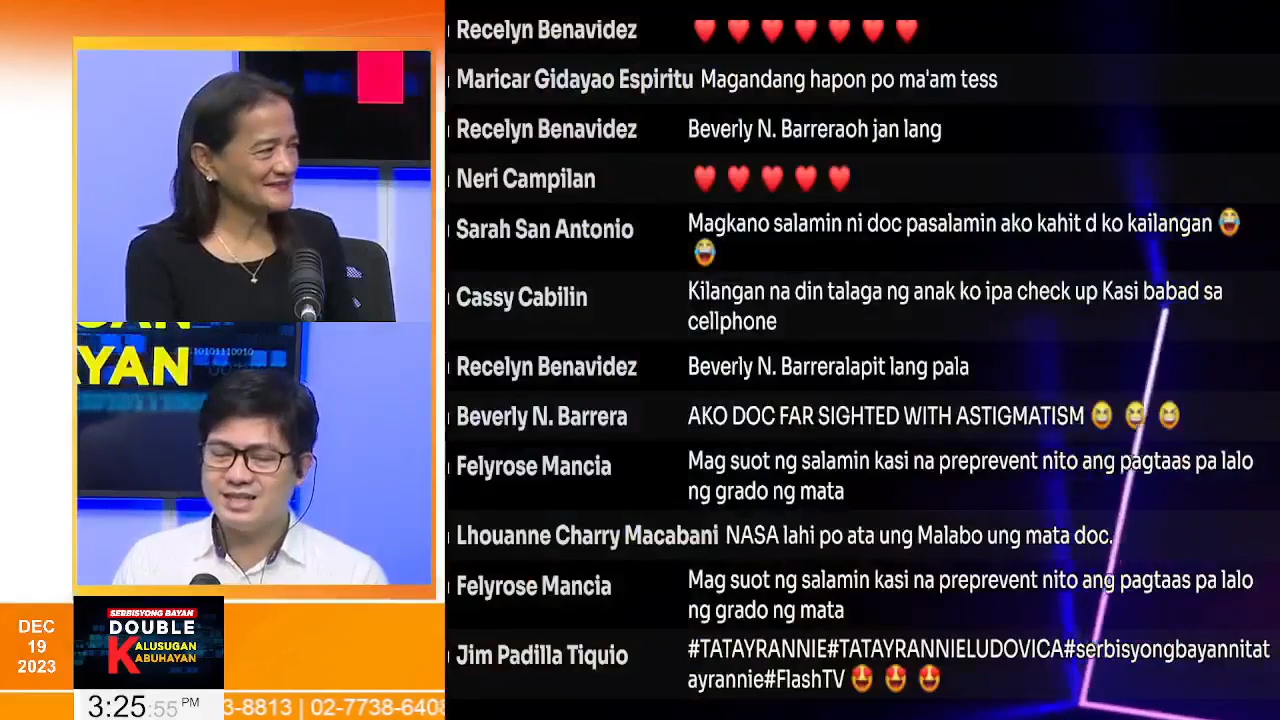 Recelyn Benavidez ❤️ ❤️ ❤️ ❤️ ❤️ ❤️ ❤️
Maricar Gidayao Espiritu Magandang hapon po ma'am tess
Recelyn Benavidez Beverly N. Barreraoh jan lang
Neri Campilan ❤️ ❤️ ❤️ ❤️ ❤️
Sarah San Antonio Magkano salamin ni doc pasalamin ako kahit d ko kailangan 😂
😂
Cassy Cabilin Kilangan na din talaga ng anak ko ipa check up Kasi babad sa
cellphone
Recelyn Benavidez Beverly N. Barreralapit lang pala
Beverly N. Barrera AKO DOC FAR SIGHTED WITH ASTIGMATISM 😆 😆 😆
Felyrose Mancia Mag suot ng salamin kasi na preprevent nito ang pagtaas pa lalo
ng grado ng mata
Lhouanne Charry Macabani NASA lahi po ata ung Malabo ung mata doc.
Felyrose Mancia Mag suot ng salamin kasi na preprevent nito ang pagtaas pa lalo
ng grado ng mata
Jim Padilla Tiquio #TATAYRANNIE#TATAYRANNIELUDOVICA#serbisyongbayannitat
ayrannie#FlashTV 🤩 🤩 🤩
AYAN
10101110010
DEC
19
2023
SERBISYONG BAYAN
DOUBLE
KALUSUGAN
KABUHAYAN
3:25:55 PM
3-8813 | 02-7738-6408